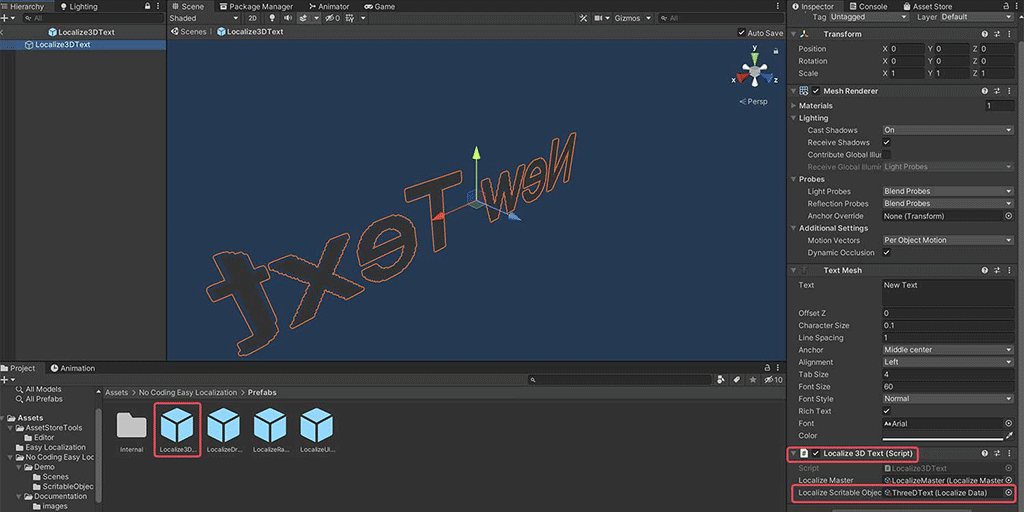 Hierarchy
Lighting
All
Localize3DText
Localize3DText
Scene
Package Manager
Animator
Game
Shaded
2D
0
Gizmos
All
Scenes
Localize3DText
Auto Save
y
x
z
Persp
New Text
Project
Animation
10
All Models
All Prefabs
Assets
AssetStoreTools
Editor
Easy Localization
No Coding Easy Loc
Demo
Scenes
ScritableObjec
Documentation
images
Assets > No Coding Easy Localization > Prefabs
Internal
Localize3D...
LocalizeDr...
LocalizeRa...
LocalizeUI...
Inspector
Console
Asset Store
Tag Untagged Layer Default
Transform
Position X 0 Y 0 Z 0
Rotation X 0 Y 0 Z 0
Scale X 1 Y 1 Z 1
Mesh Renderer
Materials 1
Lighting
Cast Shadows On
Receive Shadows
Contribute Global Illum
Receive Global Illumin Light Probes
Probes
Light Probes Blend Probes
Reflection Probes Blend Probes
Anchor Override None (Transform)
Additional Settings
Motion Vectors Per Object Motion
Dynamic Occlusion
Text Mesh
Text New Text
Offset Z 0
Character Size 0.1
Line Spacing 1
Anchor Middle center
Alignment Left
Tab Size 4
Font Size 60
Font Style Normal
Rich Text
Font Arial
Color
Localize 3D Text (Script)
Script Localize3DText
Localize Master LocalizeMaster (Localize Master
Localize Scritable Objec ThreeDText (Localize Data)